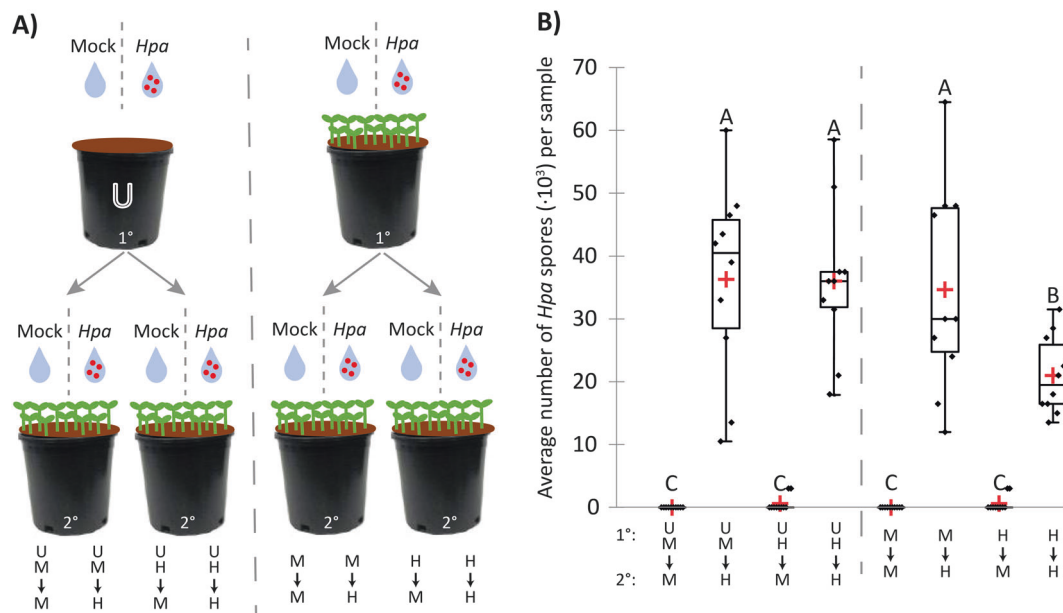 A)
Mock Hpa
Mock Hpa
U
1°
1°
Mock Hpa Mock Hpa
Mock Hpa Mock Hpa
2° 2° 2° 2°
U U U U
M M H H M M H H
M H M H M H M H
B)
Average number of Hpa spores (·10³) per sample
70
60
50
40
30
20
10
0
A A A
B
C C C C
U U U U
1°: M M H H M M H H
2°: M H M H M H M H